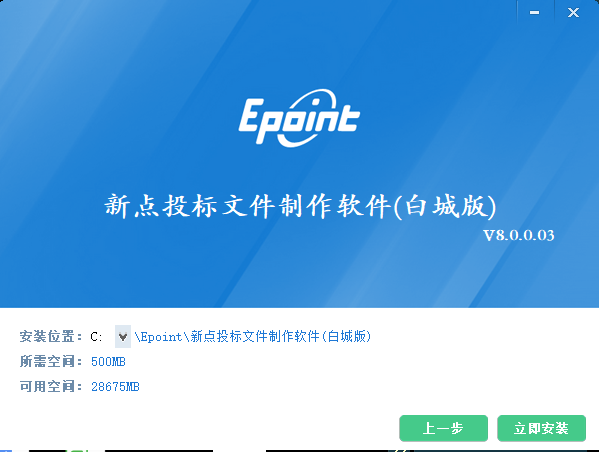 Epoint
新点投标文件制作软件(白城版)
V8.0.0.03
安装位置：C: \Epoint\新点投标文件制作软件(白城版)
所需空间：500MB
可用空间：28675MB
上一步 立即安装